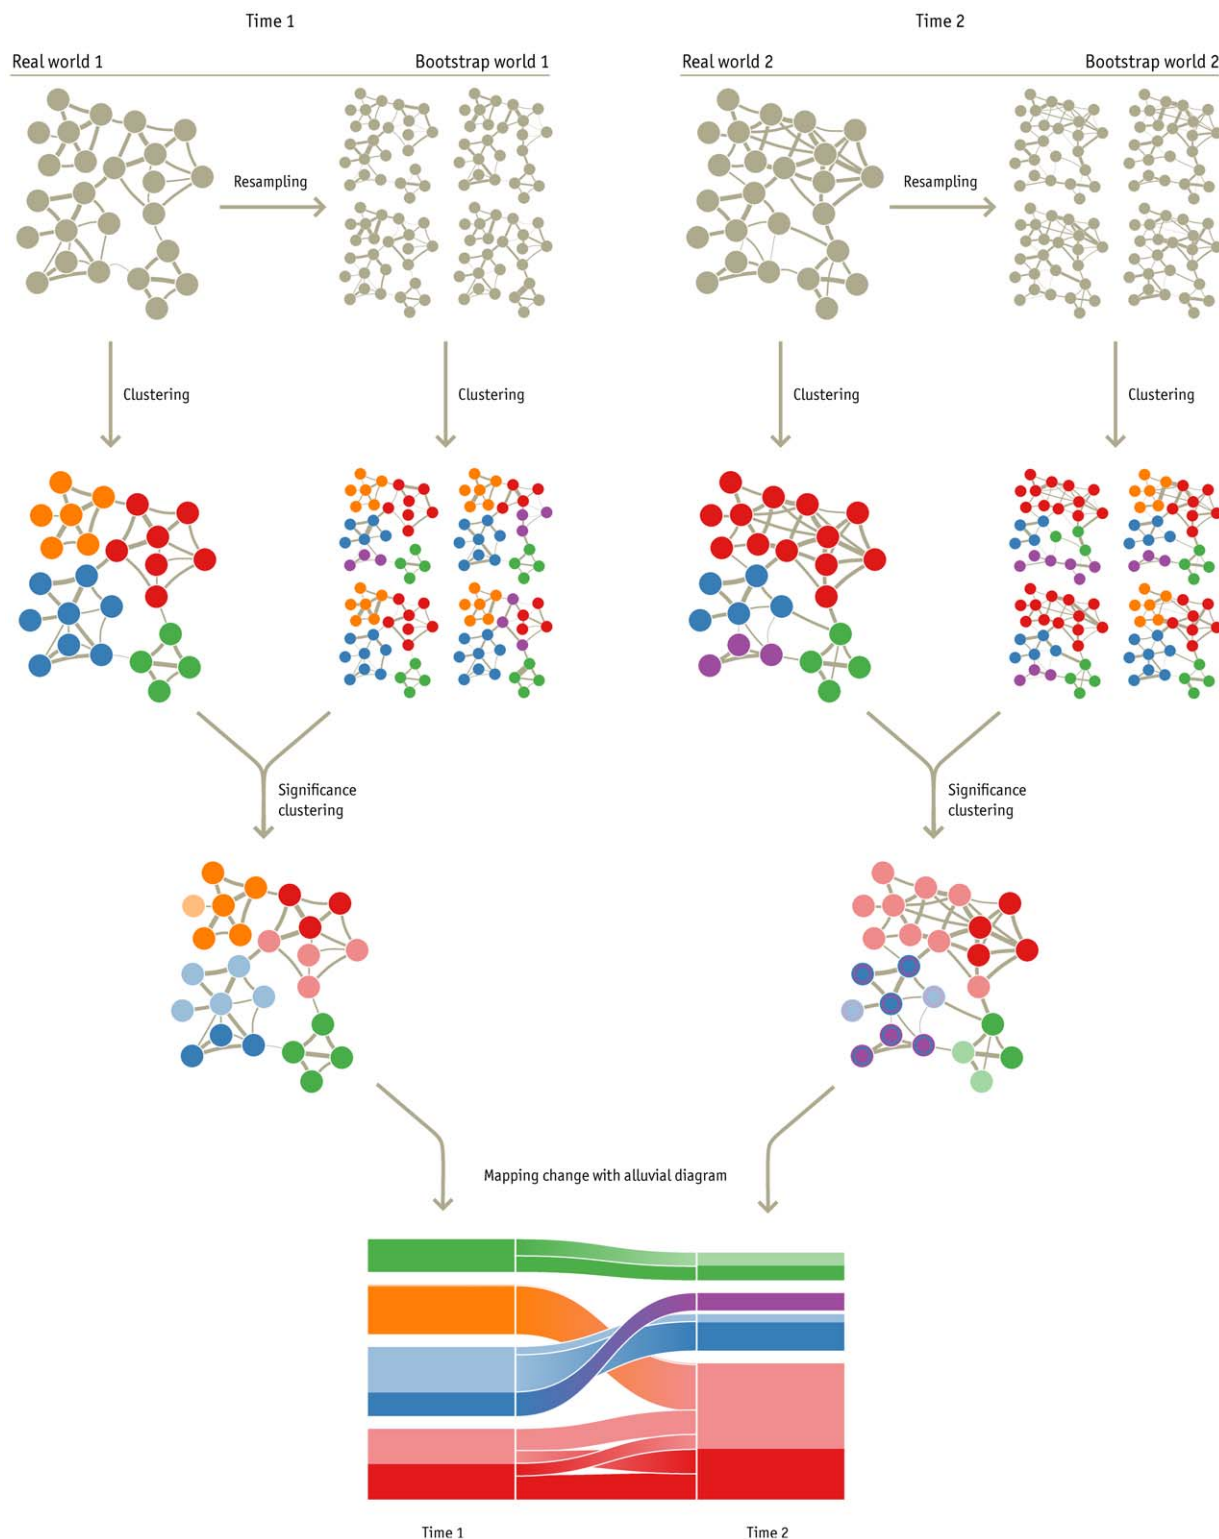 Time 1
Time 2
Real world 1
Bootstrap world 1
Real world 2
Bootstrap world 2
Resampling
Resampling
Clustering
Clustering
Clustering
Clustering
Significance
clustering
Significance
clustering
Mapping change with alluvial diagram
Time 1
Time 2